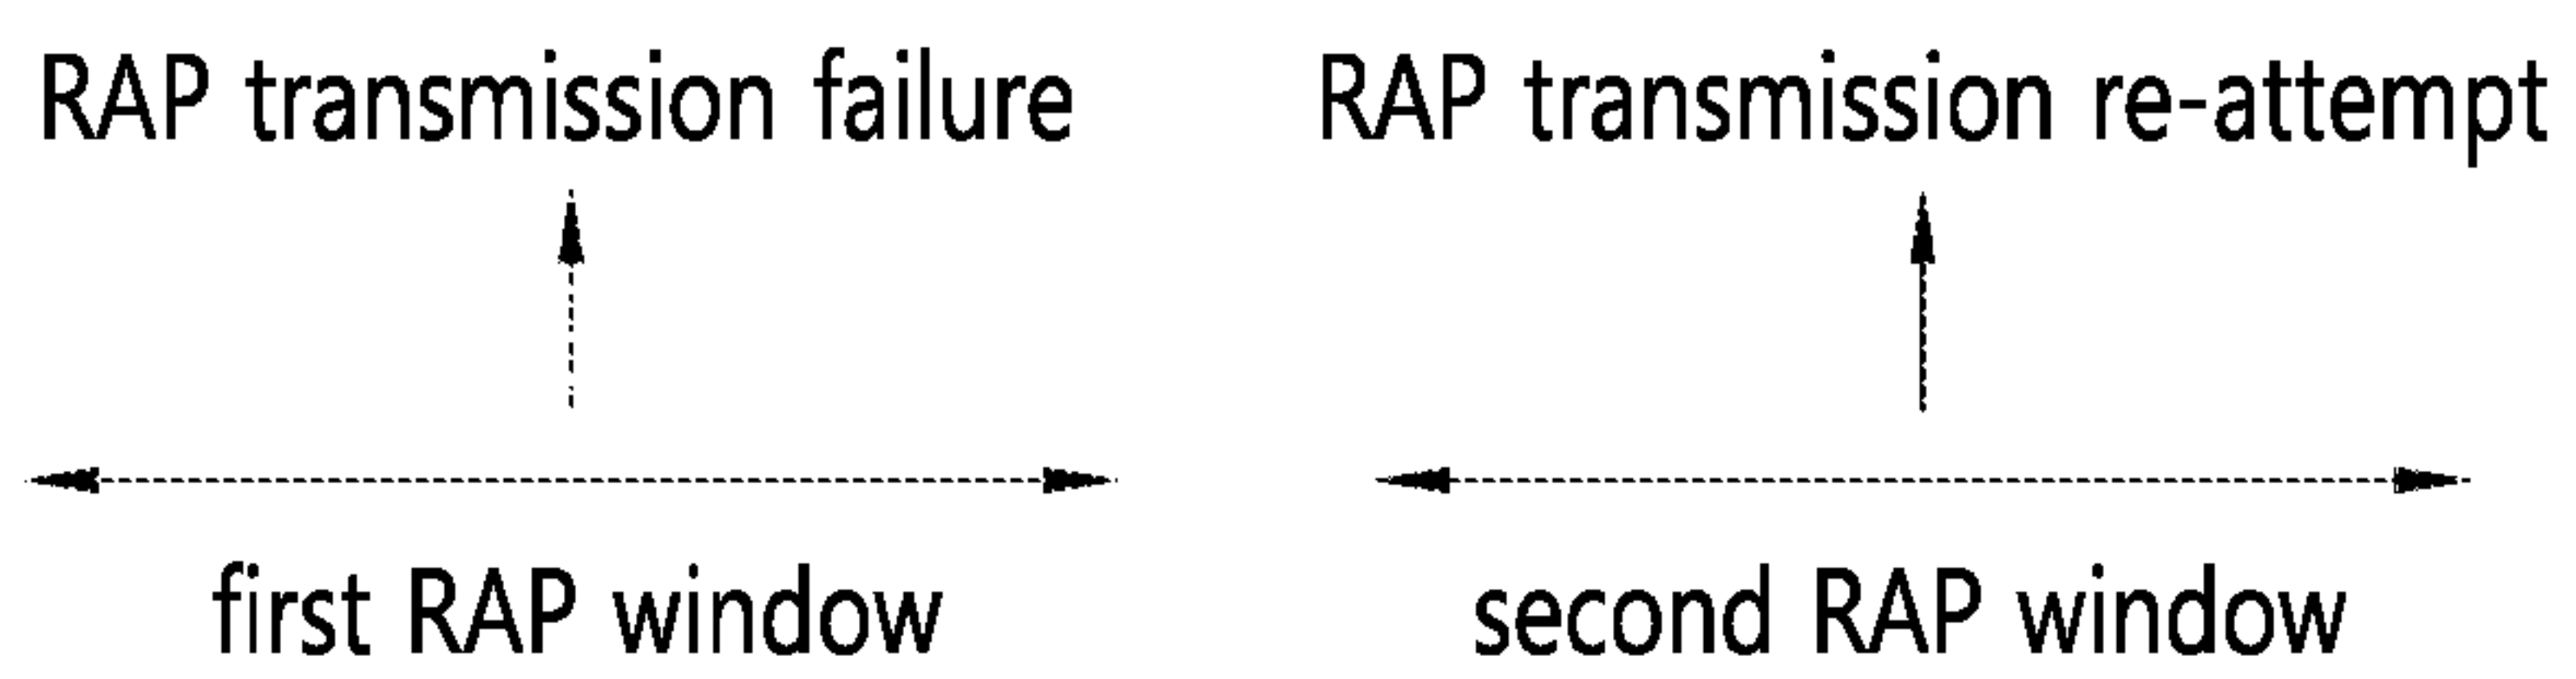 RAP transmission failure
RAP transmission re-attempt
first RAP window
second RAP window